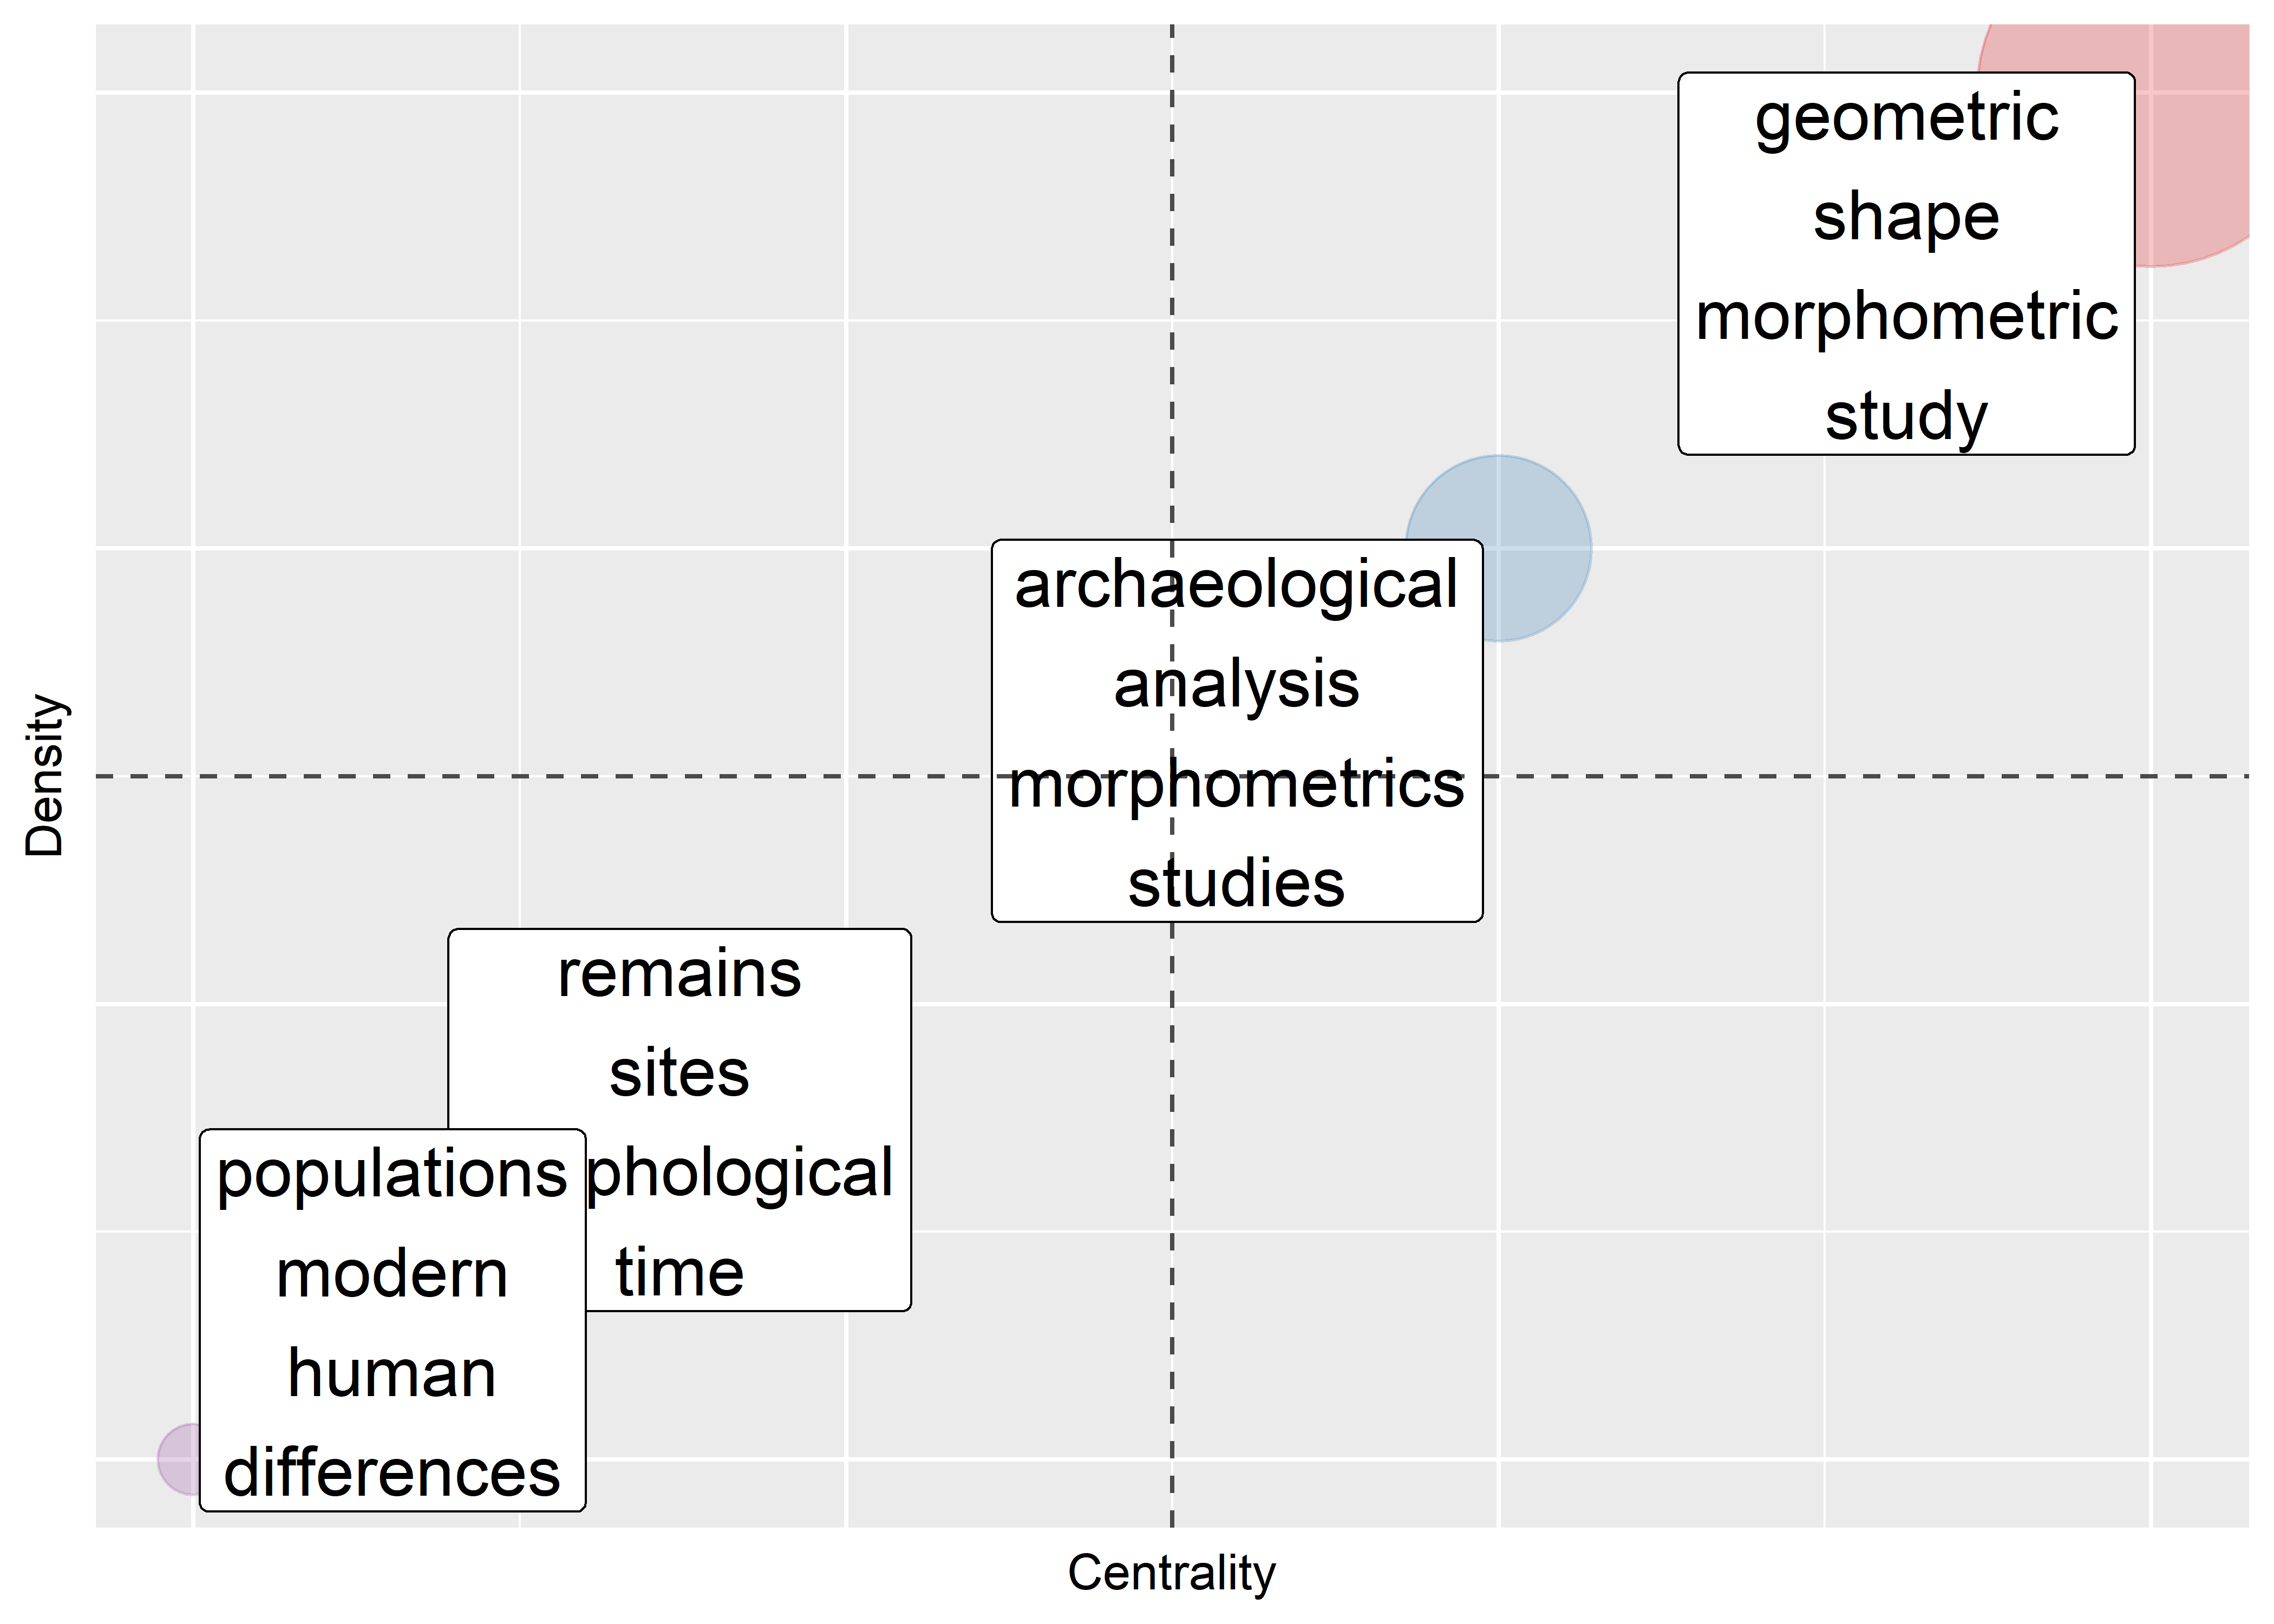 geometric
shape
morphometric
study
archaeological
analysis
morphometrics
studies
remains
sites
phological
time
populations
modern
human
differences
Density
Centrality